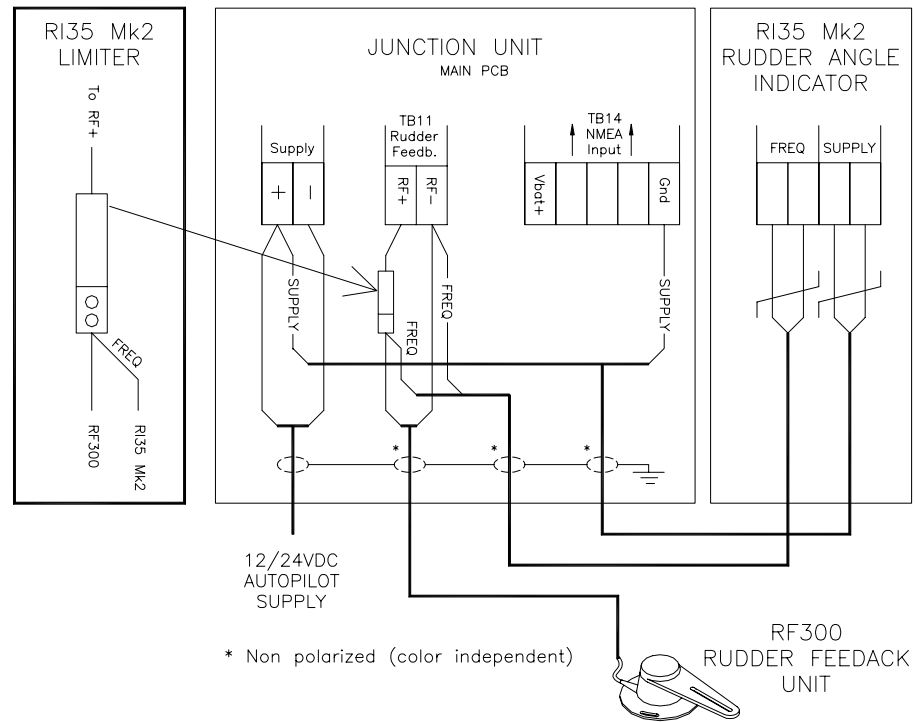 RI35 Mk2
LIMITER
To RF+
FREQ
RF300
RI35 Mk2
JUNCTION UNIT
MAIN PCB
Supply
+
-
TB11
Rudder
Feedb.
RF+
RF-
TB14
NMEA
Input
Vbat+
Gnd
SUPPLY
FREQ
FREQ
SUPPLY
*
*
*
RI35 Mk2
RUDDER ANGLE
INDICATOR
FREQ
SUPPLY
12/24VDC
AUTOPILOT
SUPPLY
* Non polarized (color independent)
RF300
RUDDER FEEDACK
UNIT